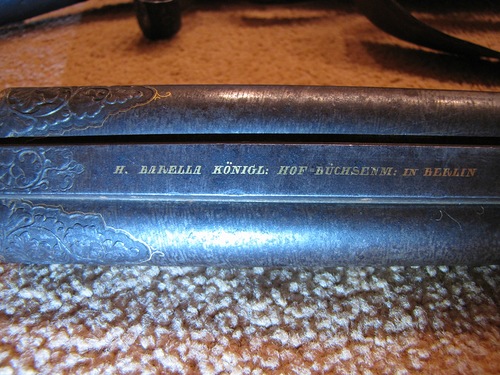 H. BARELLA KÖNIGL: HOF=BÜCHSENM: IN BERLIN